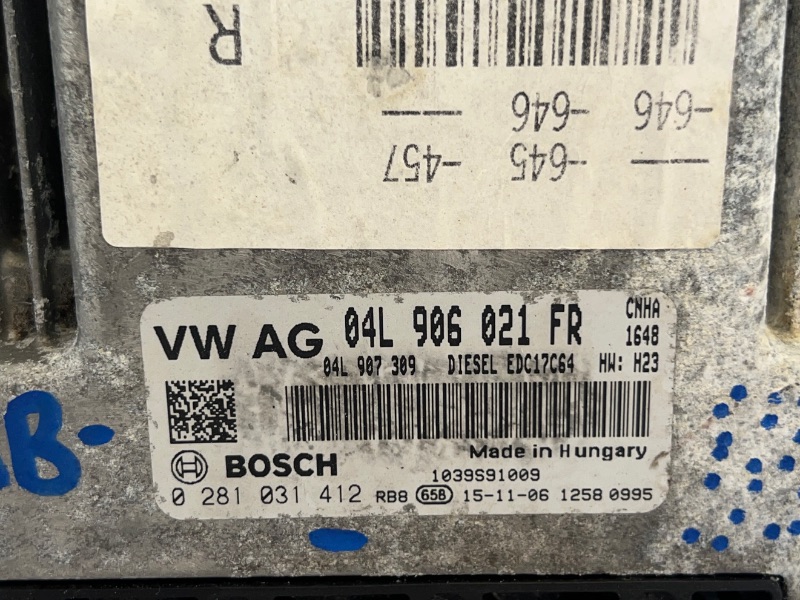 R
-646 -646 ---
--- -645 -457
VW AG 04L 906 021 FR CNHA
1648
04L 907 309 DIESEL EDC17C64 HW: H23
Made in Hungary
BOSCH 1039S91009
0 281 031 412 RB8 658 15-11-06 1258 0995
B-